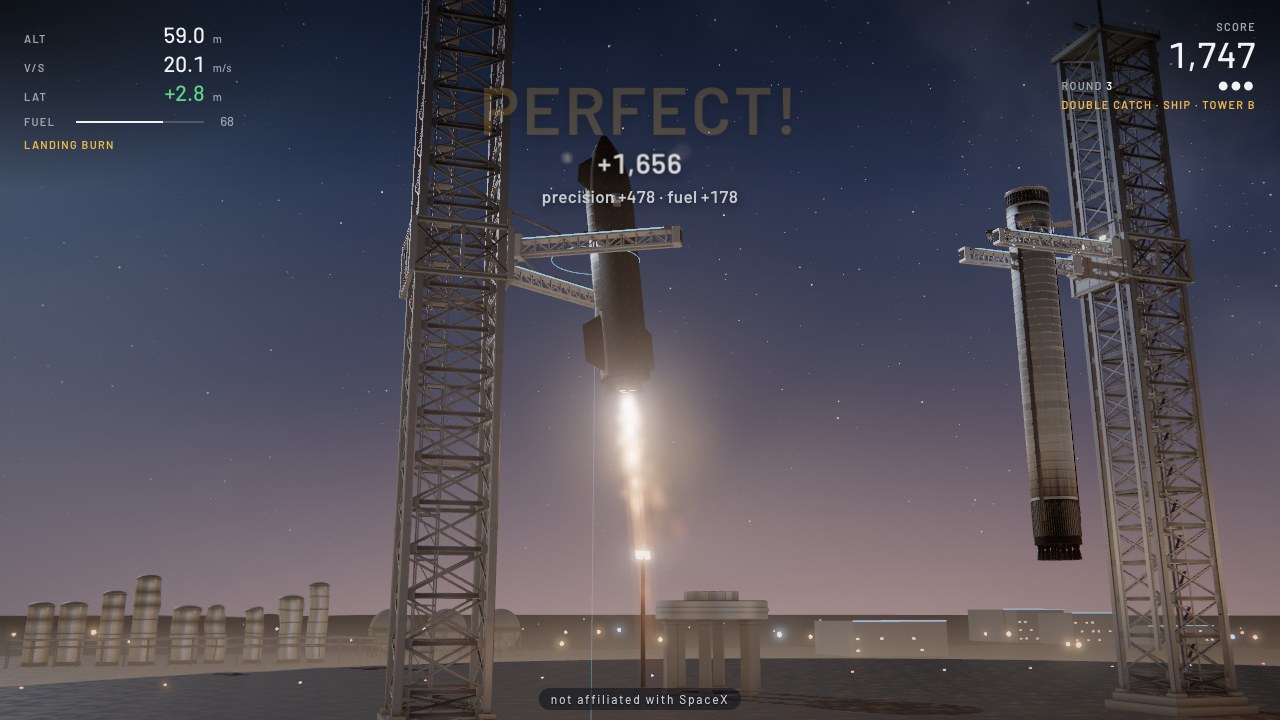 ALT 59.0 m
V/S 20.1 m/s
LAT +2.8 m
FUEL 68
LANDING BURN
PERFECT!
+1,656
precision +478 · fuel +178
SCORE
1,747
ROUND 3
DOUBLE CATCH · SHIP · TOWER B
not affiliated with SpaceX